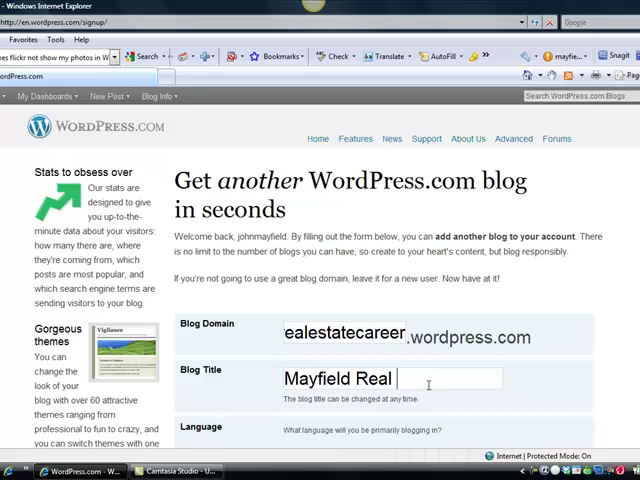 - Windows Internet Explorer
http://en.wordpress.com/signup/
Google
Favorites Tools Help
es flickr not show my photos in W
Search
Bookmarks
Check
Translate
AutoFill
mayfie...
Snagit
ordPress.com
Page
My Dashboards New Post Blog Info
Search WordPress.com Blogs
WORDPRESS.COM
Home Features News Support About Us Advanced Forums
Stats to obsess over
Our stats are
designed to give
you up-to-the-
minute data about your visitors:
how many there are, where
they're coming from, which
posts are most popular, and
which search engine terms are
sending visitors to your blog.
Gorgeous
themes
Vigilance
You can
change the
look of your
blog with over 60 attractive
themes ranging from
professional to fun to crazy, and
you can switch themes with one
Get another WordPress.com blog
in seconds
Welcome back, johnmayfield. By filling out the form below, you can add another blog to your account. There
is no limit to the number of blogs you can have, so create to your heart's content, but blog responsibly.
If you're not going to use a great blog domain, leave it for a new user. Now have at it!
Blog Domain
realestatecareer.wordpress.com
Blog Title
Mayfield Real
The blog title can be changed at any time.
Language
What language will you be primarily blogging in?
Internet | Protected Mode: On
WordPress.com - W...
Camtasia Studio - U...